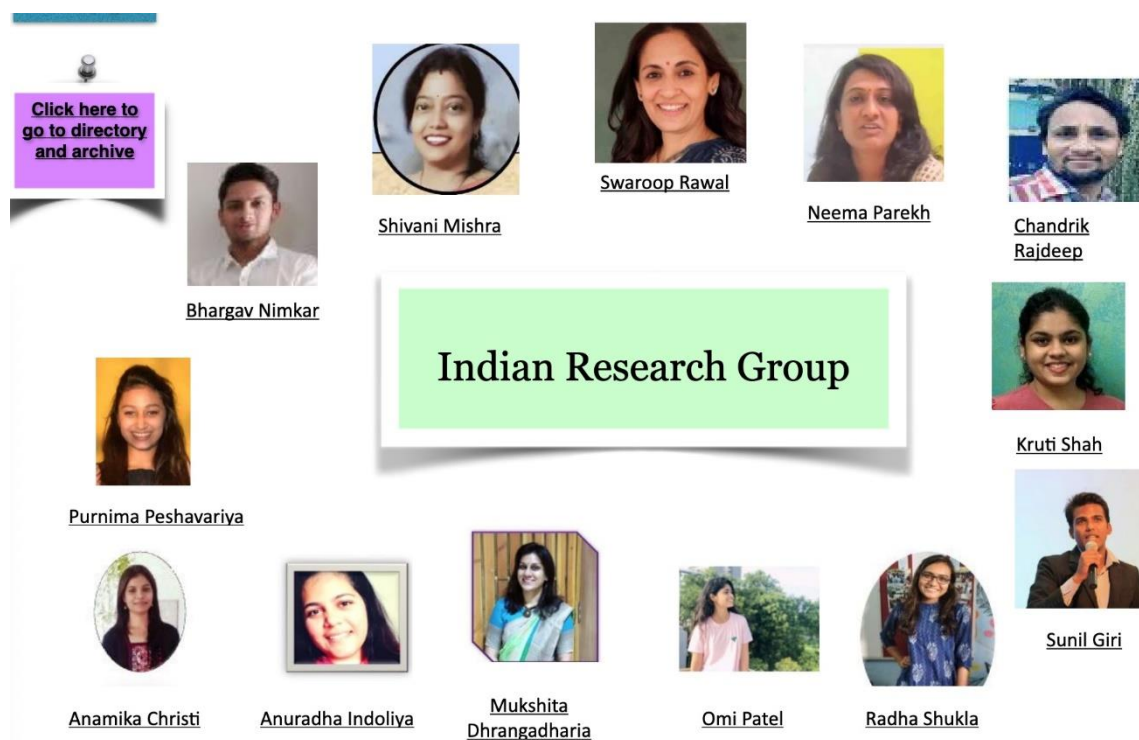 Click here to
go to directory
and archive
Shivani Mishra
Swaroop Rawal
Neema Parekh
Chandrik
Rajdeep
Bhargav Nimkar
Indian Research Group
Kruti Shah
Purnima Peshavariya
Sunil Giri
Anamika Christi
Anuradha Indoliya
Mukshita
Dhrangadharia
Omi Patel
Radha Shukla